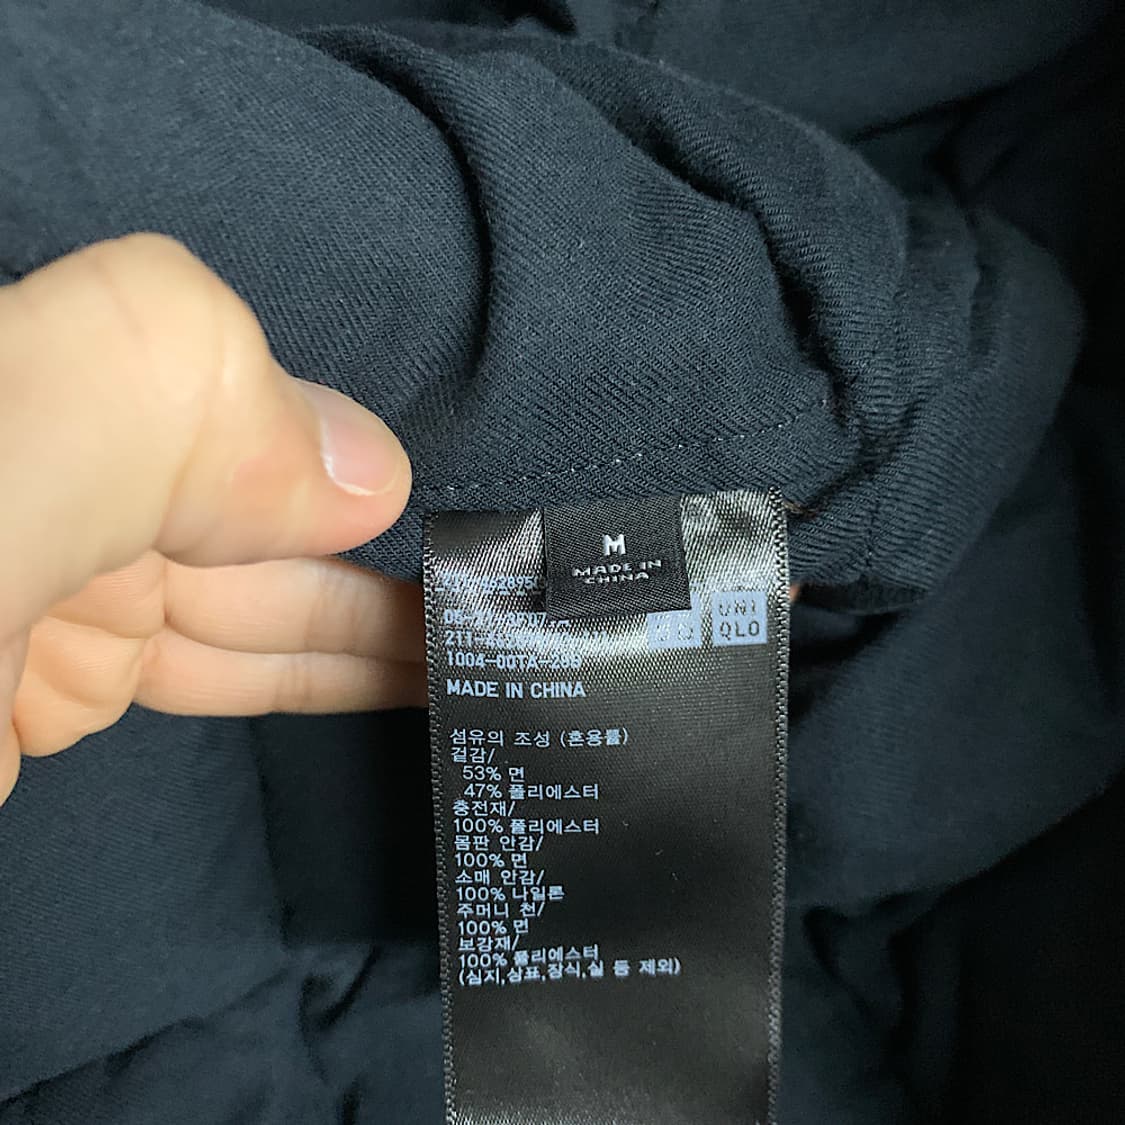 M
MADE IN
CHINA
UNI
QLO
1004-001A-
MADE IN CHINA
섬유의 조성 (혼용률)
겉감/
53% 면
47% 폴리에스터
충전재/
100% 폴리에스터
몸판 안감/
100% 면
소매 안감/
100% 나일론
주머니 천/
100% 면
보강재/
100% 폴리에스터
(심지,상표,장식,실 등 제외)